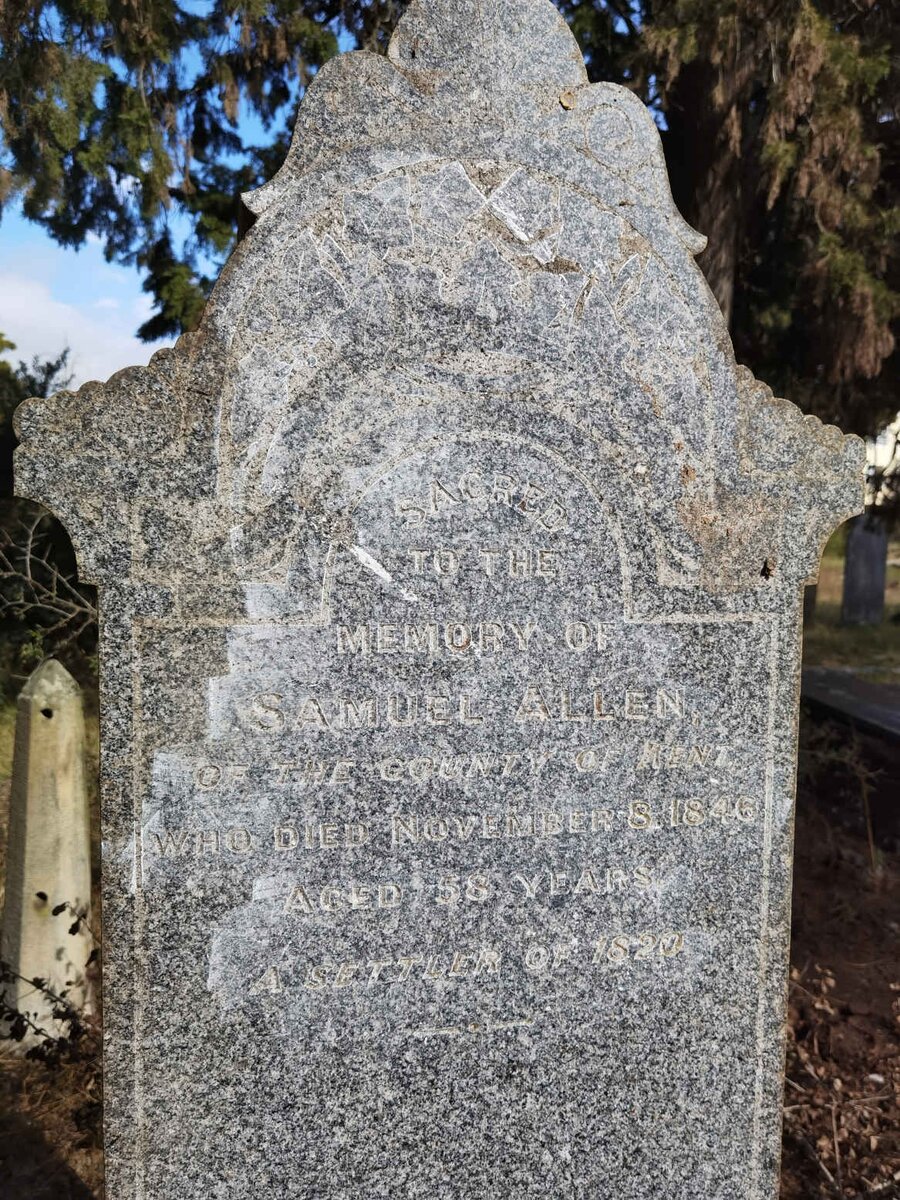 SACRED
TO THE
MEMORY OF
SAMUEL ALLEN,
OF THE COUNTY OF KENT
WHO DIED NOVEMBER 8, 1846
AGED 58 YEARS.
A SETTLER OF 1820